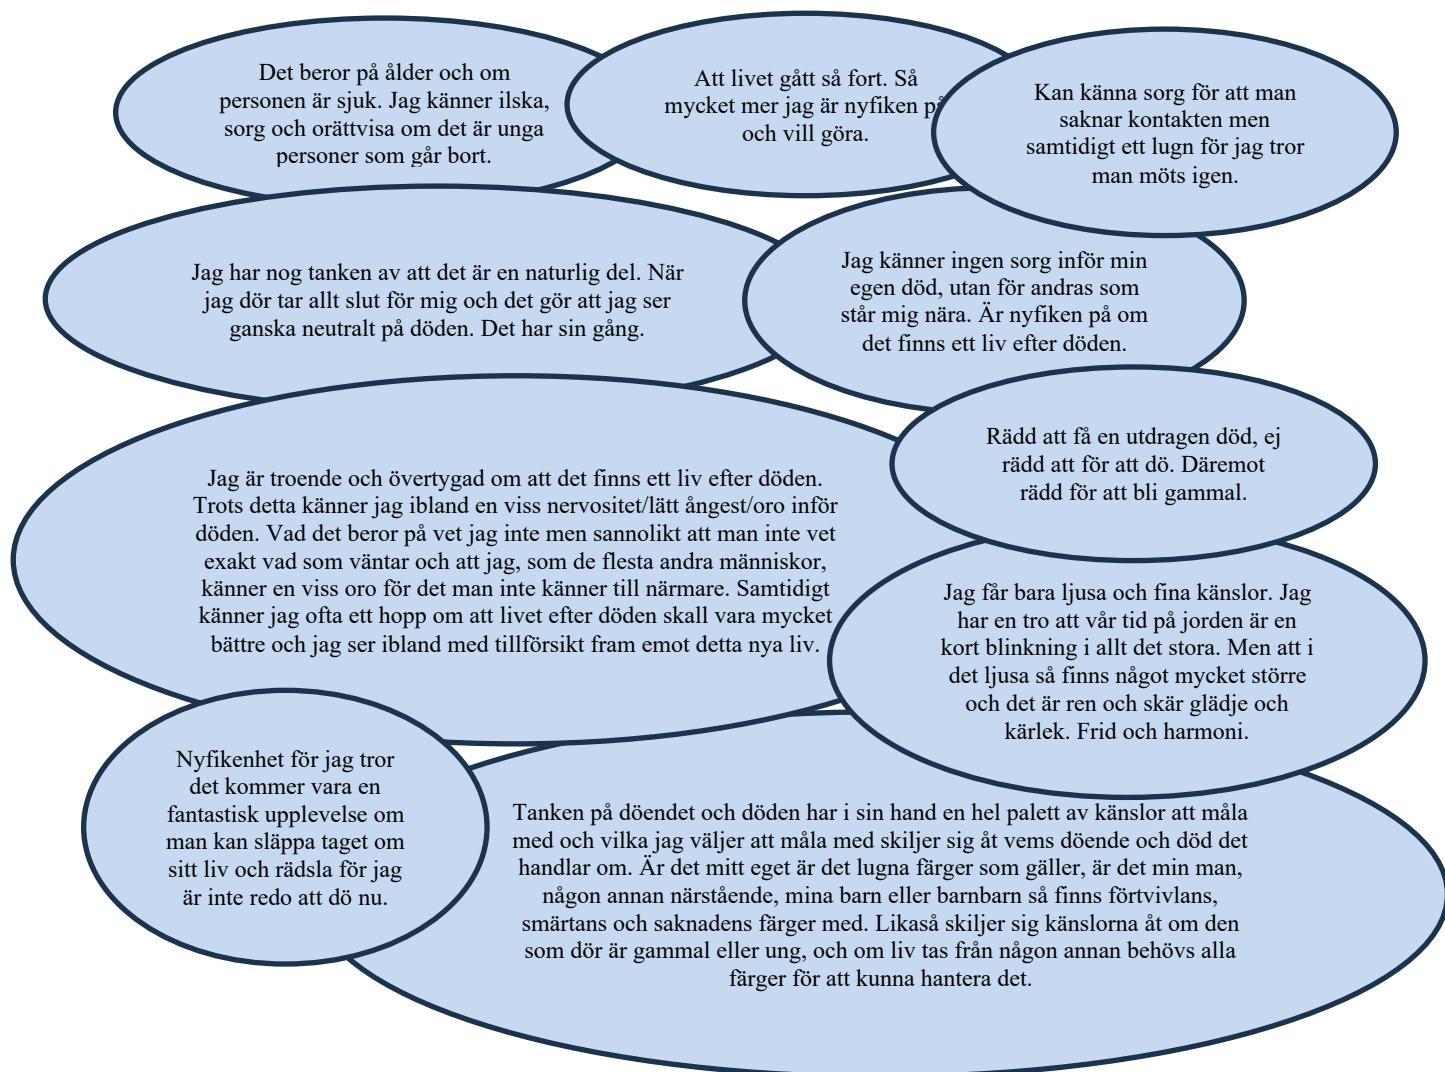 Det beror på ålder och om
personen är sjuk. Jag känner ilska,
sorg och orättvisa om det är unga
personer som går bort.
Att livet gått så fort. Så
mycket mer jag är nyfiken på
och vill göra.
Kan känna sorg för att man
saknar kontakten men
samtidigt ett lugn för jag tror
man möts igen.
Jag har nog tanken av att det är en naturlig del. När
jag dör tar allt slut för mig och det gör att jag ser
ganska neutralt på döden. Det har sin gång.
Jag känner ingen sorg inför min
egen död, utan för andras som
står mig nära. Är nyfiken på om
det finns ett liv efter döden.
Rädd att få en utdragen död, ej
rädd att för att dö. Däremot
rädd för att bli gammal.
Jag är troende och övertygad om att det finns ett liv efter döden.
Trots detta känner jag ibland en viss nervositet/lätt ångest/oro inför
döden. Vad det beror på vet jag inte men sannolikt att man inte vet
exakt vad som väntar och att jag, som de flesta andra människor,
känner en viss oro för det man inte känner till närmare. Samtidigt
känner jag ofta ett hopp om att livet efter döden skall vara mycket
bättre och jag ser ibland med tillförsikt fram emot detta nya liv.
Jag får bara ljusa och fina känslor. Jag
har en tro att vår tid på jorden är en
kort blinkning i allt det stora. Men att i
det ljusa så finns något mycket större
och det är ren och skär glädje och
kärlek. Frid och harmoni.
Nyfikenhet för jag tror
det kommer vara en
fantastisk upplevelse om
man kan släppa taget om
sitt liv och rädsla för jag
är inte redo att dö nu.
Tanken på döendet och döden har i sin hand en hel palett av känslor att måla
med och vilka jag väljer att måla med skiljer sig åt vems döende och död det
handlar om. Är det mitt eget är det lugna färger som gäller, är det min man,
någon annan närstående, mina barn eller barnbarn så finns förtvivlans,
smärtans och saknadens färger med. Likaså skiljer sig känslorna åt om den
som dör är gammal eller ung, och om liv tas från någon annan behövs alla
färger för att kunna hantera det.